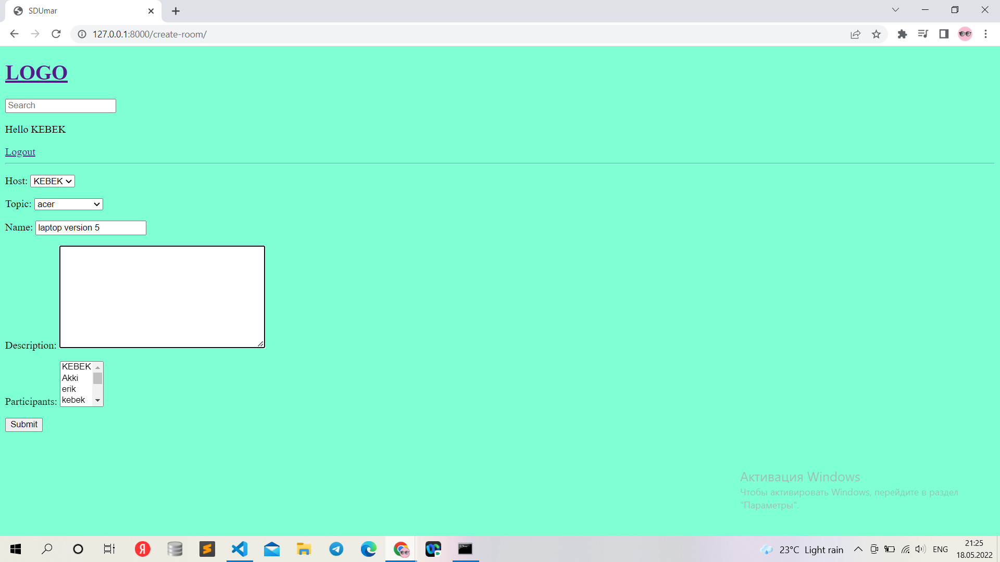 SDUmar
127.0.0.1:8000/create-room/
LOGO
Search
Hello KEBEK
Logout
Host: KEBEK
Topic: acer
Name: laptop version 5
Description:
KEBEK
Akki
erik
kebek
Participants:
Submit
Активация Windows
Чтобы активировать Windows, перейдите в раздел
"Параметры".
23°C Light rain
ENG
21:25
18.05.2022